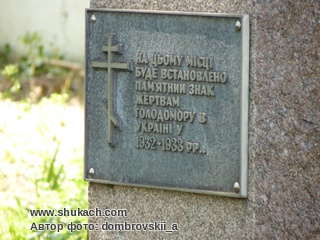 НА ЦЬОМУ МІСЦІ
БУДЕ ВСТАНОВЛЕНО
ПАМ'ЯТНИЙ ЗНАК
ЖЕРТВАМ
ГОЛОДОМОРУ В
УКРАЇНІ У
1932-1933 РР..
www.shukach.com
Автор фото: dombrovskii_a